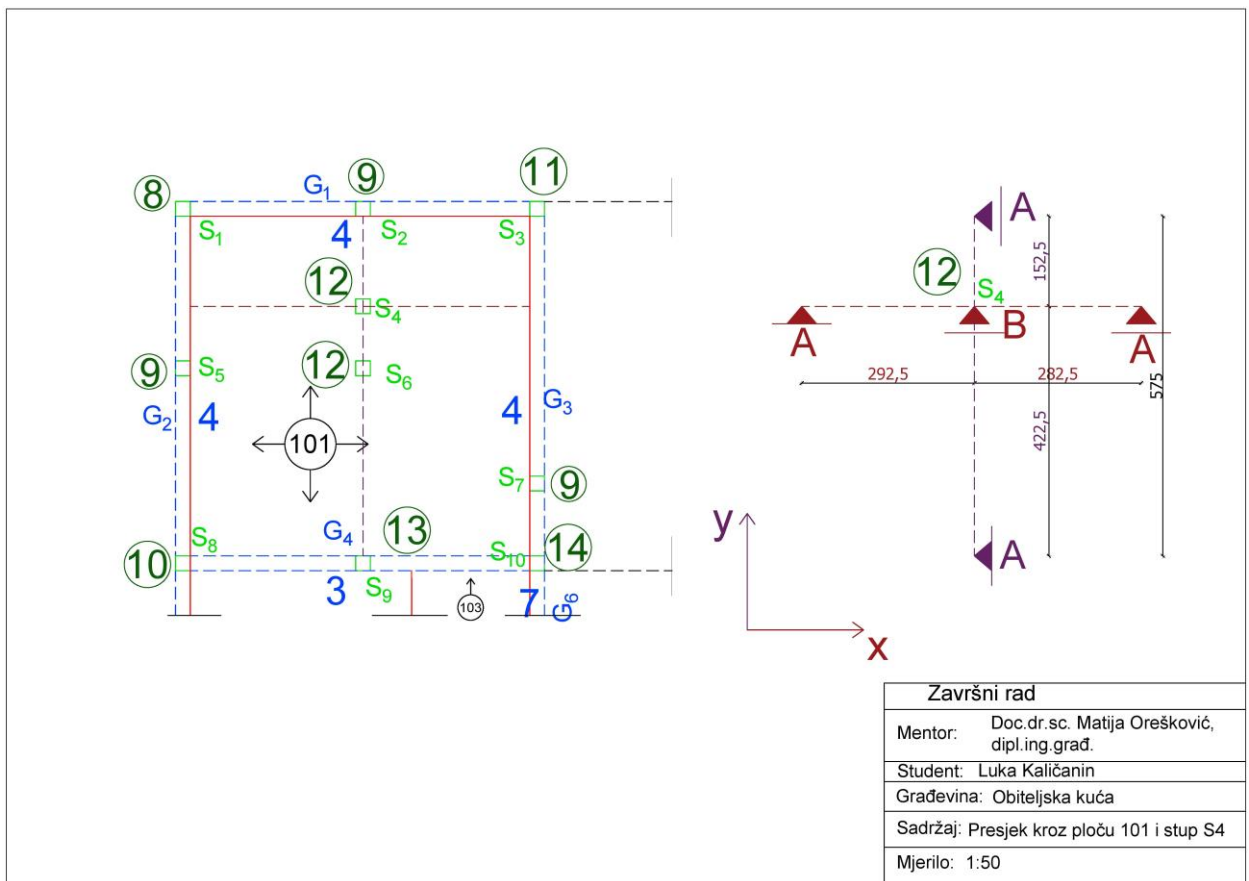 8
G1
9
11
S1
4
S2
S3
12
S4
9
S5
12
S6
G2
4
4
G3
101
S7
9
S8
G4
13
S10
14
10
3
S9
103
7
G6
A
152,5
12
S4
A
B
A
292,5
282,5
575
422,5
A
y
x
Završni rad
Mentor: Doc.dr.sc. Matija Orešković,
dipl.ing.građ.
Student: Luka Kaličanin
Građevina: Obiteljska kuća
Sadržaj: Presjek kroz ploču 101 i stup S4
Mjerilo: 1:50